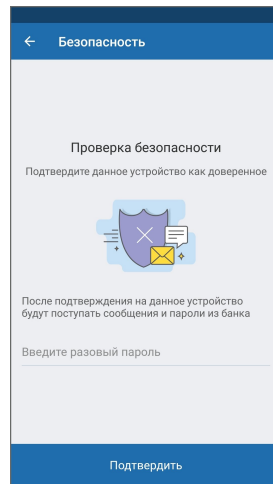 Безопасность
Проверка безопасности
Подтвердите данное устройство как доверенное
После подтверждения на данное устройство
будут поступать сообщения и пароли из банка
Введите разовый пароль
Подтвердить